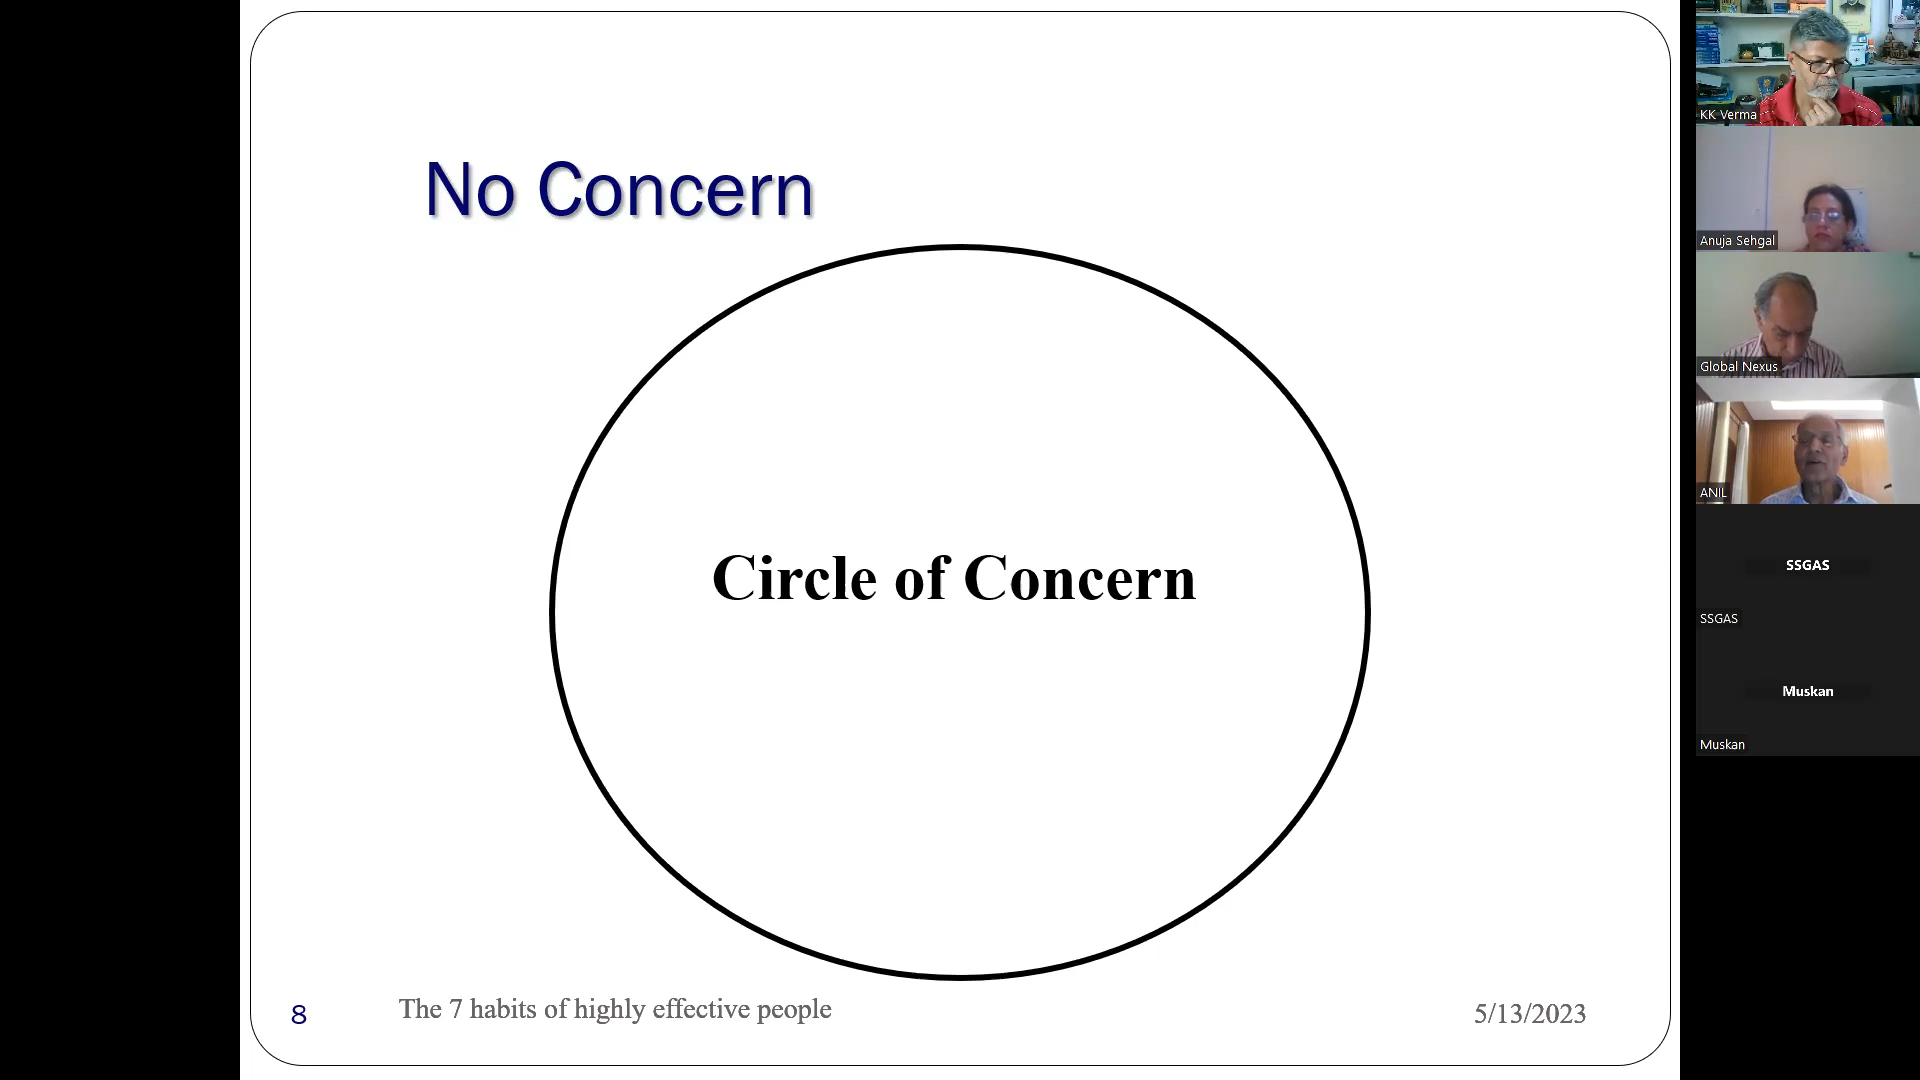 No Concern
Circle of Concern
8
The 7 habits of highly effective people
5/13/2023
KK Verma
Anuja Sehgal
Global Nexus
ANIL
SSGAS
SSGAS
Muskan
Muskan